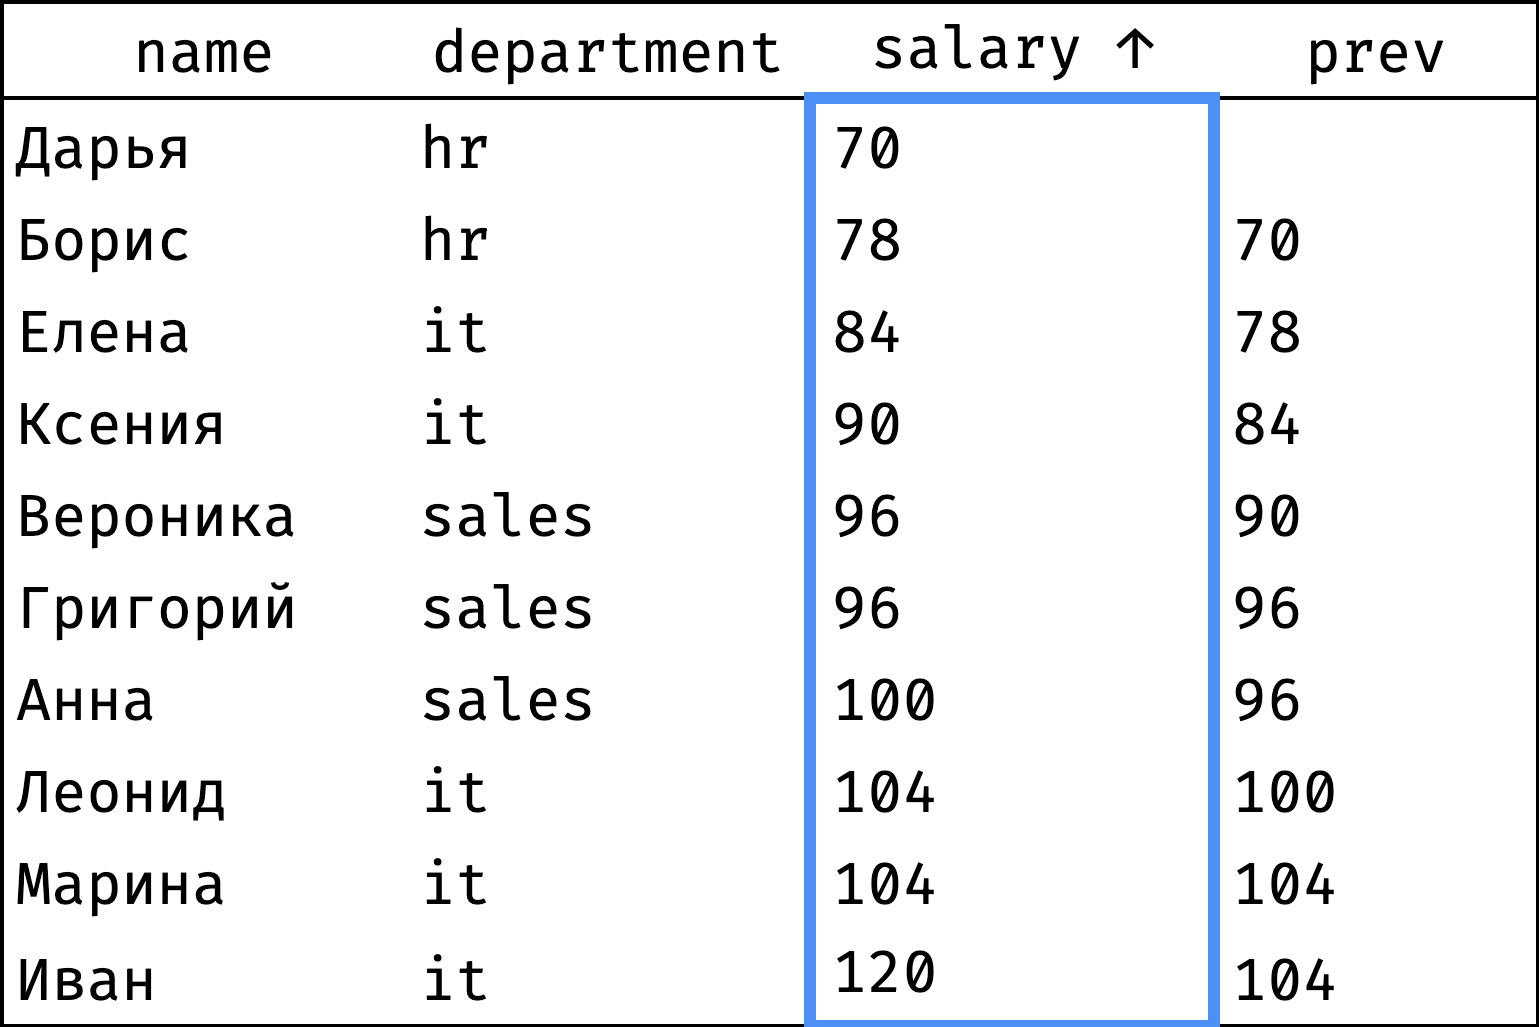 name department salary ↑ prev
Дарья hr 70
Борис hr 78 70
Елена it 84 78
Ксения it 90 84
Вероника sales 96 90
Григорий sales 96 96
Анна sales 100 96
Леонид it 104 100
Марина it 104 104
Иван it 120 104